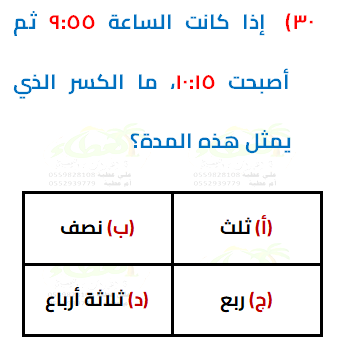 ٣٠) إذا كانت الساعة ٩:٥٥ ثم
أصبحت ١٠:١٥، ما الكسر الذي
يمثل هذه المدة؟
(أ) ثلث
(ب) نصف
(ج) ربع
(د) ثلاثة أرباع